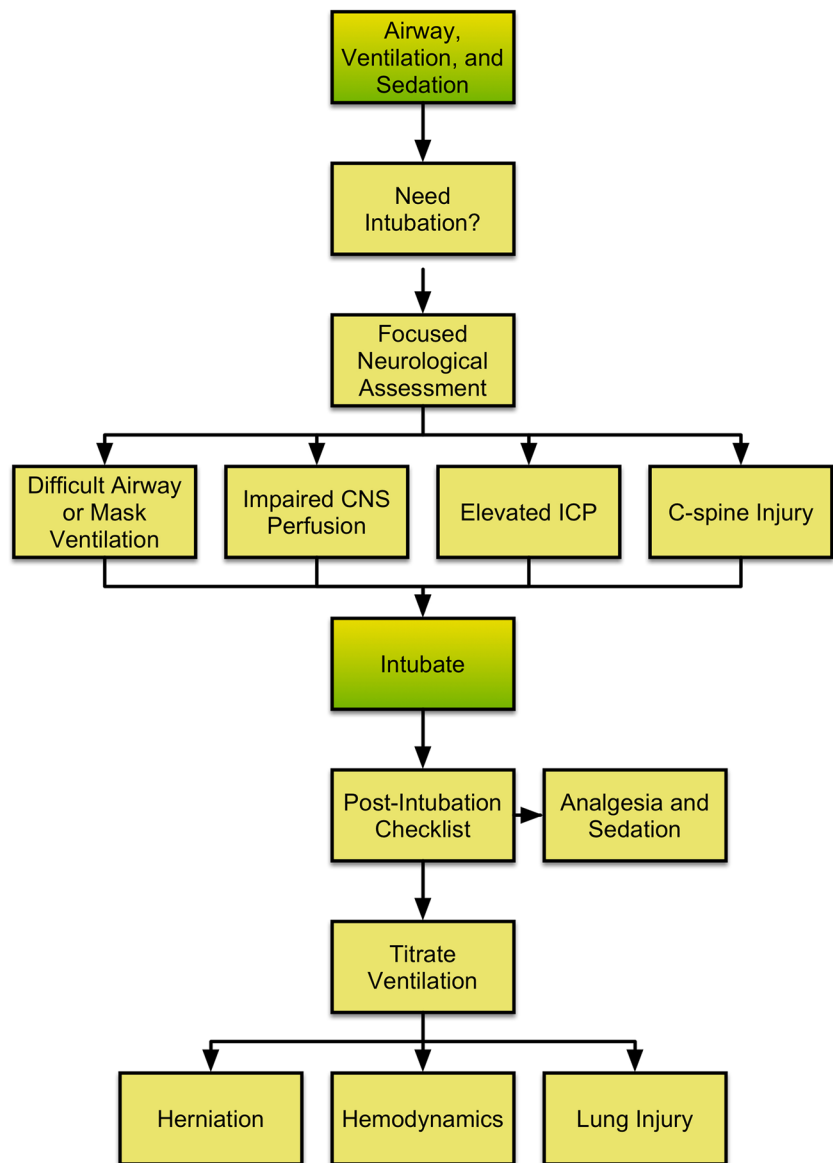 Airway,
Ventilation, and
Sedation
Need
Intubation?
Focused
Neurological
Assessment
Difficult Airway
or Mask
Ventilation
Impaired CNS
Perfusion
Elevated ICP
C-spine Injury
Intubate
Post-Intubation
Checklist
Analgesia and
Sedation
Titrate
Ventilation
Herniation
Hemodynamics
Lung Injury